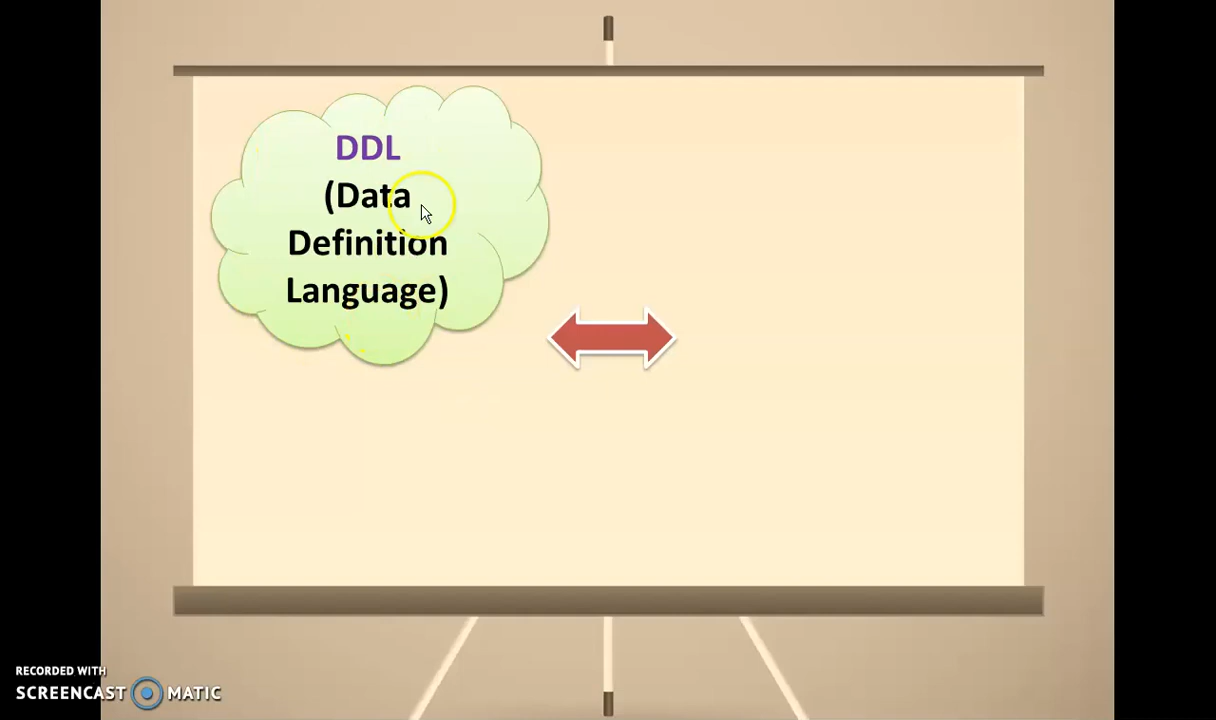 DDL
(Data
Definition
Language)
RECORDED WITH
SCREENCAST MATIC